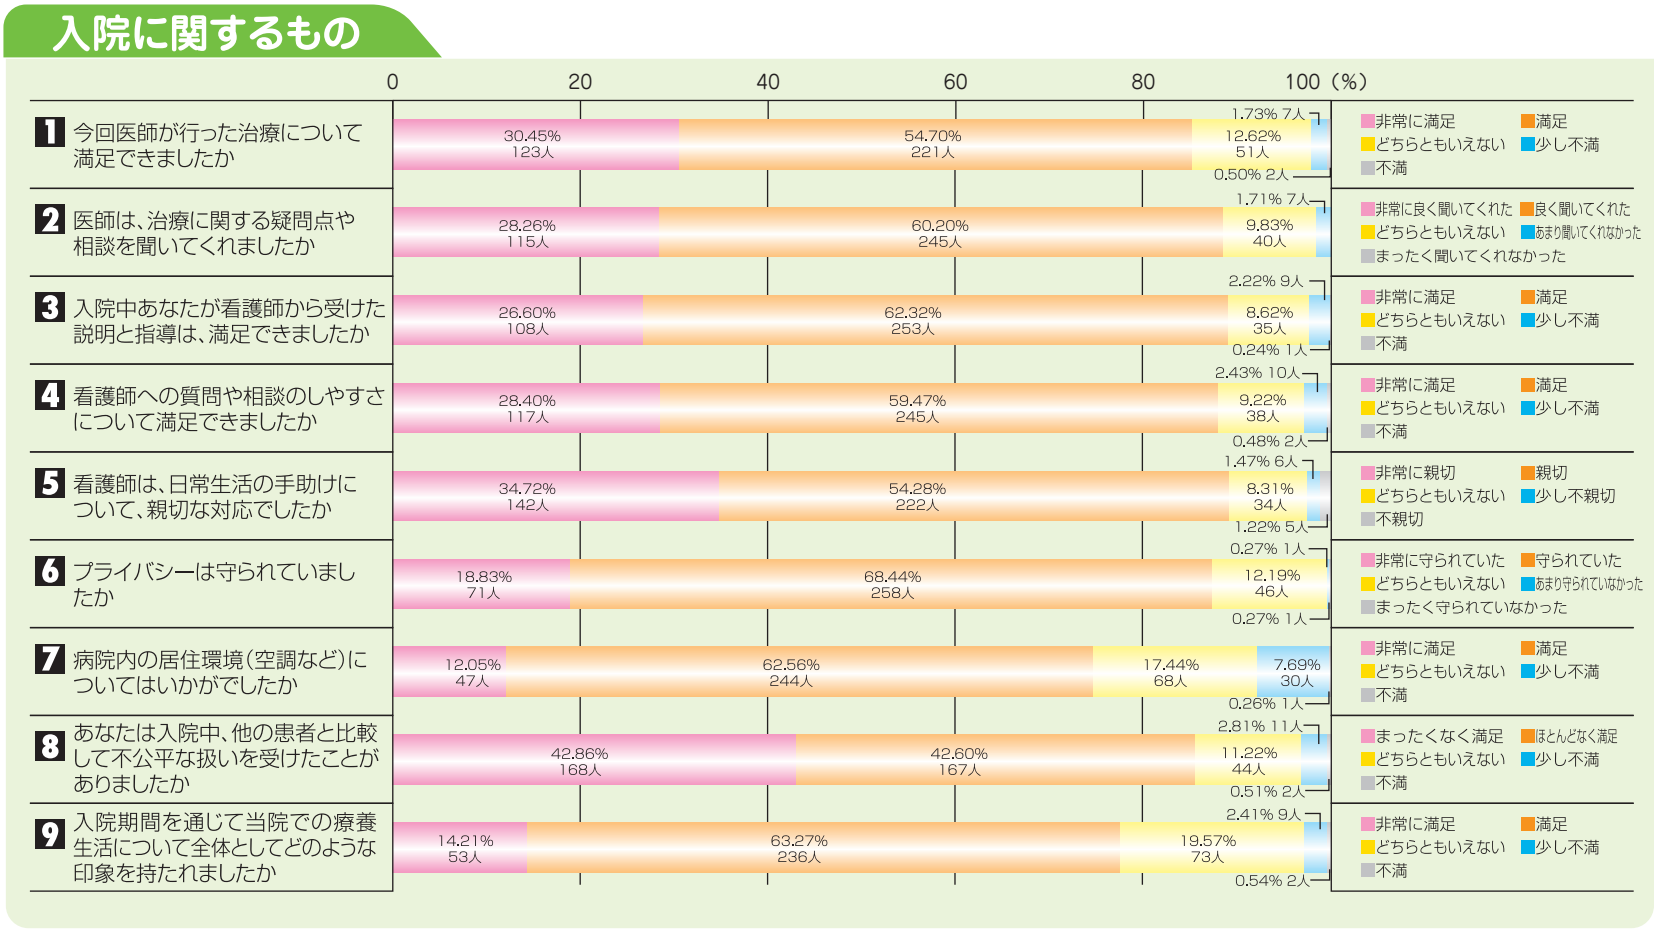 入院に関するもの
0 20 40 60 80 100 (%)
1 今回医師が行った治療について
満足できましたか
30.45%
123人
54.70%
221人
12.62%
51人
1.73% 7人
0.50% 2人
非常に満足 満足
どちらともいえない 少し不満
不満
2 医師は、治療に関する疑問点や
相談を聞いてくれましたか
28.26%
115人
60.20%
245人
9.83%
40人
1.71% 7人
非常に良く聞いてくれた 良く聞いてくれた
どちらともいえない あまり聞いてくれなかった
まったく聞いてくれなかった
3 入院中あなたが看護師から受けた
説明と指導は、満足できましたか
26.60%
108人
62.32%
253人
8.62%
35人
2.22% 9人
0.24% 1人
非常に満足 満足
どちらともいえない 少し不満
不満
4 看護師への質問や相談のしやすさ
について満足できましたか
28.40%
117人
59.47%
245人
9.22%
38人
2.43% 10人
0.48% 2人
非常に満足 満足
どちらともいえない 少し不満
不満
5 看護師は、日常生活の手助けに
ついて、親切な対応でしたか
34.72%
142人
54.28%
222人
8.31%
34人
1.47% 6人
1.22% 5人
非常に親切 親切
どちらともいえない 少し不親切
不親切
6 プライバシーは守られていまし
たか
18.83%
71人
68.44%
258人
12.19%
46人
0.27% 1人
0.27% 1人
非常に守られていた 守られていた
どちらともいえない あまり守られていなかった
まったく守られていなかった
7 病院内の居住環境(空調など)に
ついてはいかがでしたか
12.05%
47人
62.56%
244人
17.44%
68人
7.69%
30人
0.26% 1人
非常に満足 満足
どちらともいえない 少し不満
不満
8 あなたは入院中、他の患者と比較
して不公平な扱いを受けたことが
ありましたか
42.86%
168人
42.60%
167人
11.22%
44人
2.81% 11人
0.51% 2人
まったくなく満足 ほとんどなく満足
どちらともいえない 少し不満
不満
9 入院期間を通じて当院での療養
生活について全体としてどのような
印象を持たれましたか
14.21%
53人
63.27%
236人
19.57%
73人
2.41% 9人
0.54% 2人
非常に満足 満足
どちらともいえない 少し不満
不満